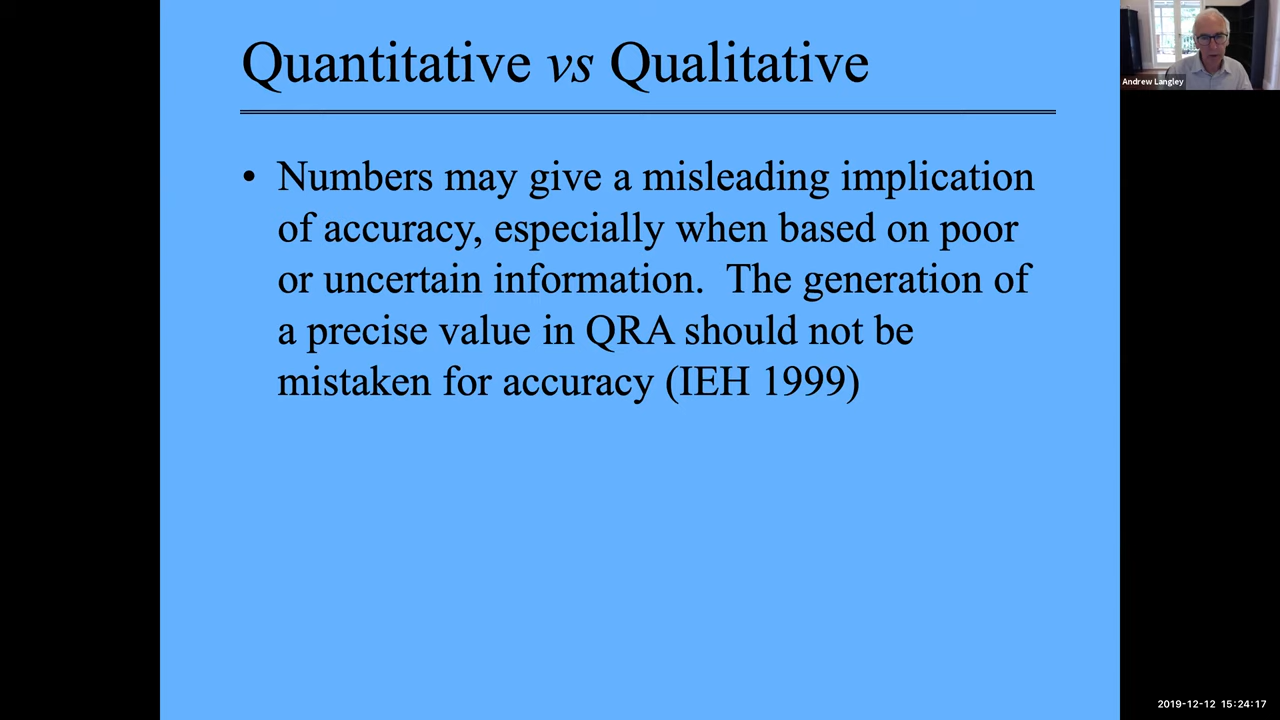 Quantitative vs Qualitative
• Numbers may give a misleading implication
of accuracy, especially when based on poor
or uncertain information.  The generation of
a precise value in QRA should not be
mistaken for accuracy (IEH 1999)
Andrew Langley
2019-12-12 15:24:17